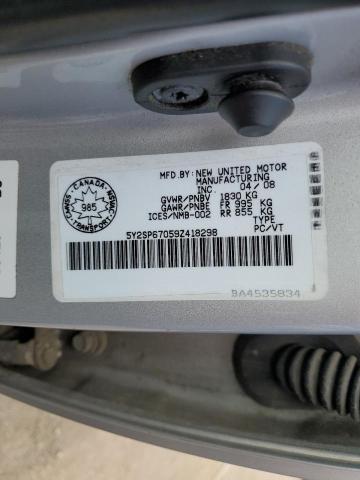 MFD.BY: NEW UNITED MOTOR
MANUFACTURING
INC. 04/08
GVWR/PNBV 1830 KG
GAWR/PNBE FR 995 KG
ICES/NMB-002 RR 855 KG
TYPE
5Y2SP67059Z418298 PC/VT
CANADA
985
TRANSPORT
BA4535834